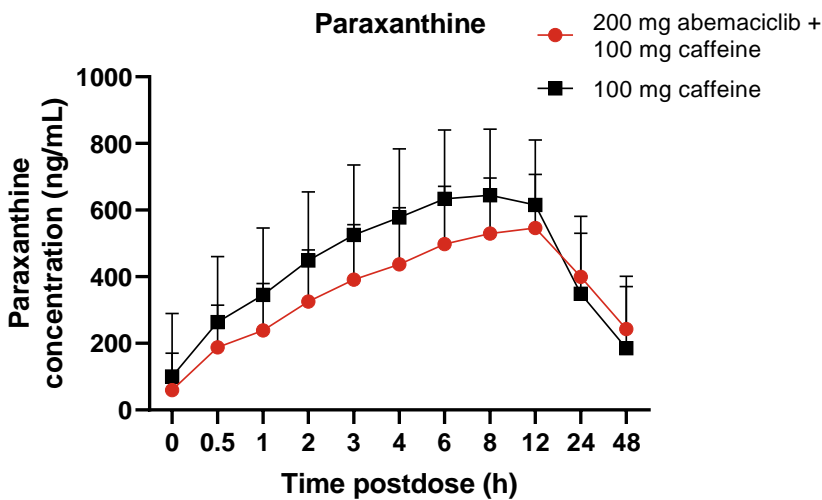 Paraxanthine
200 mg abemaciclib +
100 mg caffeine
100 mg caffeine
Paraxanthine
concentration (ng/mL)
1000
800
600
400
200
0
0 0.5 1 2 3 4 6 8 12 24 48
Time postdose (h)